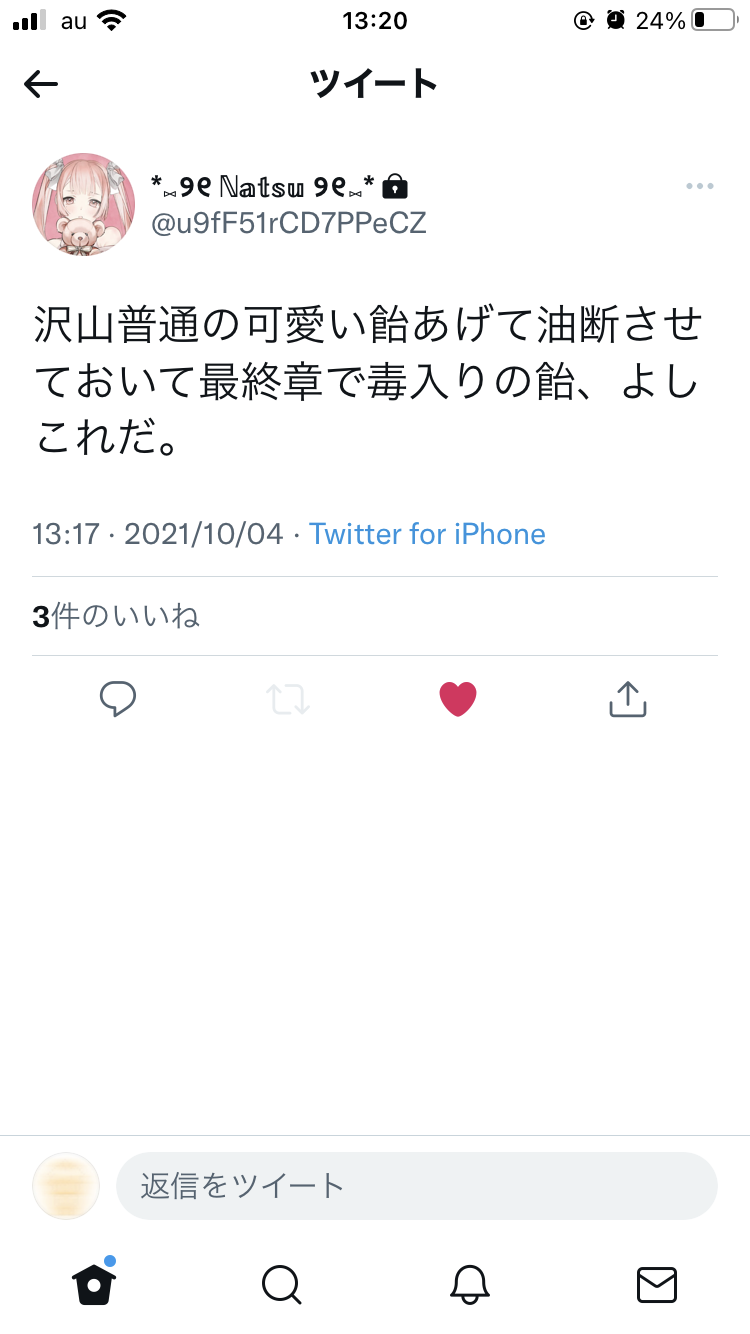 au 13:20 24%
ツイート
*⑅୨୧ ℕ𝕒𝕥𝕤𝕦 ୨୧⑅*
@u9fF51rCD7PPeCZ
沢山普通の可愛い飴あげて油断させ
ておいて最終章で毒入りの飴、よし
これだ。
13:17 · 2021/10/04 · Twitter for iPhone
3件のいいね
返信をツイート